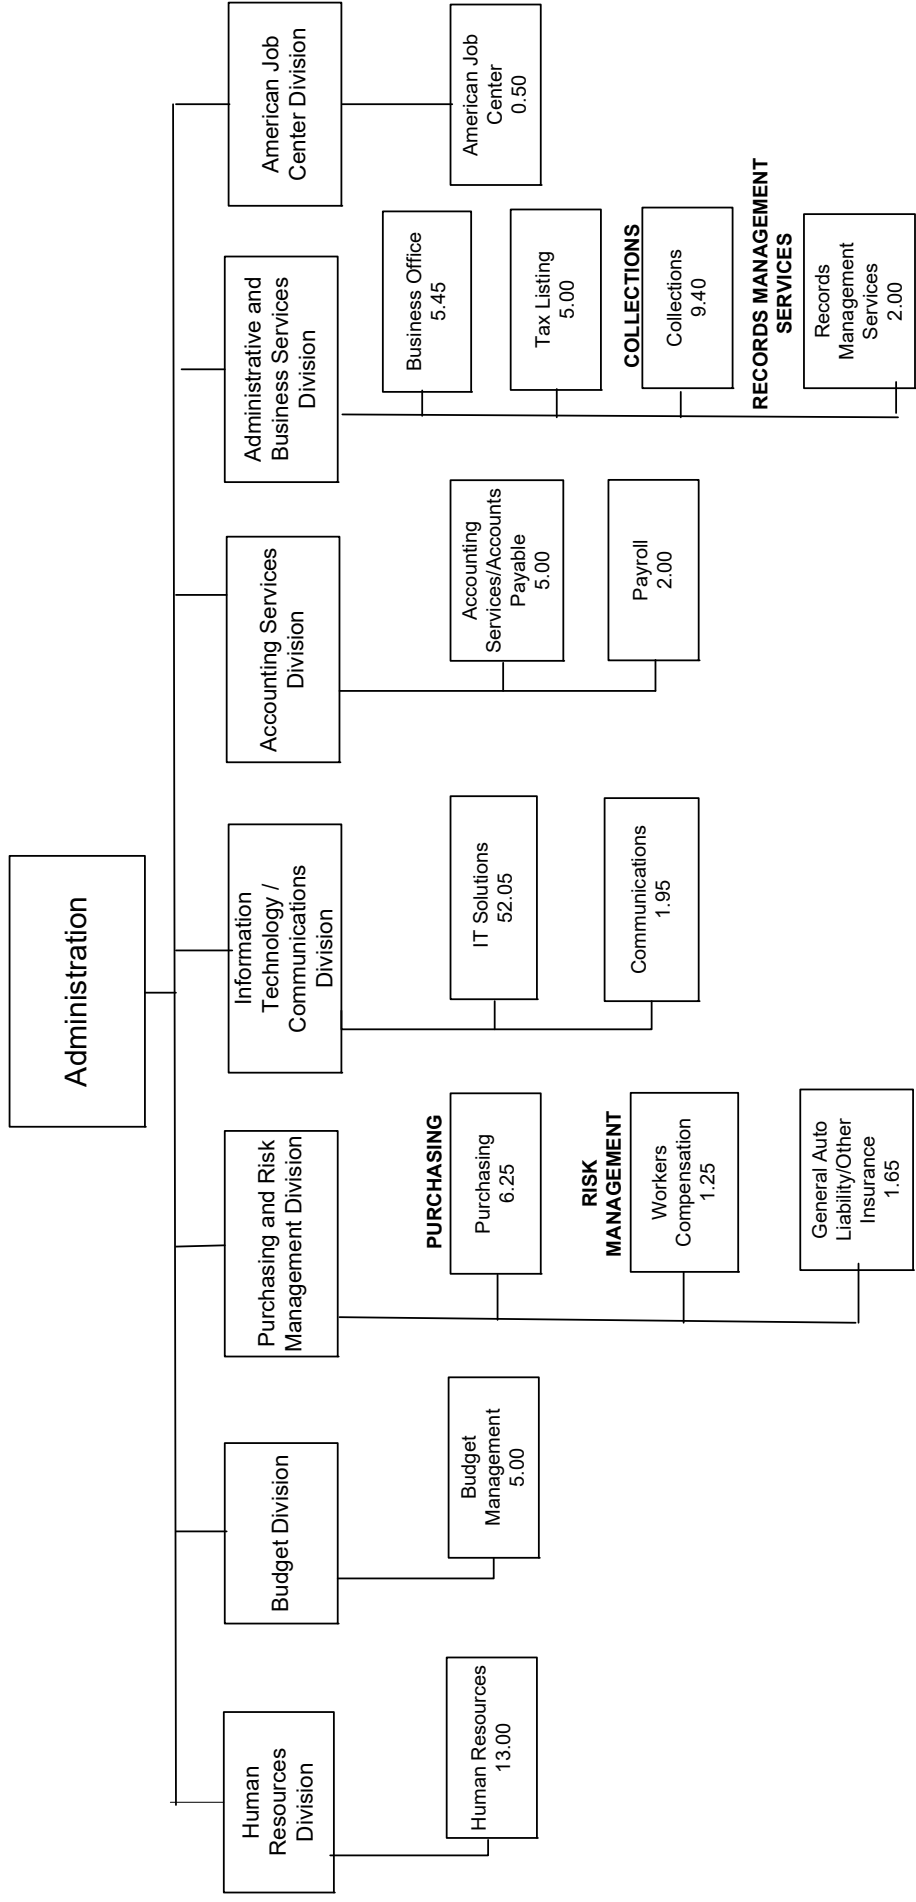 Administration
Human
Resources
Division
Budget Division
Purchasing and Risk
Management Division
Information
Technology /
Communications
Division
Accounting Services
Division
Administrative and
Business Services
Division
American Job
Center Division
Human Resources
13.00
Budget
Management
5.00
PURCHASING
Purchasing
6.25
RISK
MANAGEMENT
Workers
Compensation
1.25
General Auto
Liability/Other
Insurance
1.65
IT Solutions
52.05
Communications
1.95
Accounting
Services/Accounts
Payable
5.00
Payroll
2.00
Business Office
5.45
Tax Listing
5.00
COLLECTIONS
Collections
9.40
RECORDS MANAGEMENT
SERVICES
Records
Management
Services
2.00
American Job
Center
0.50